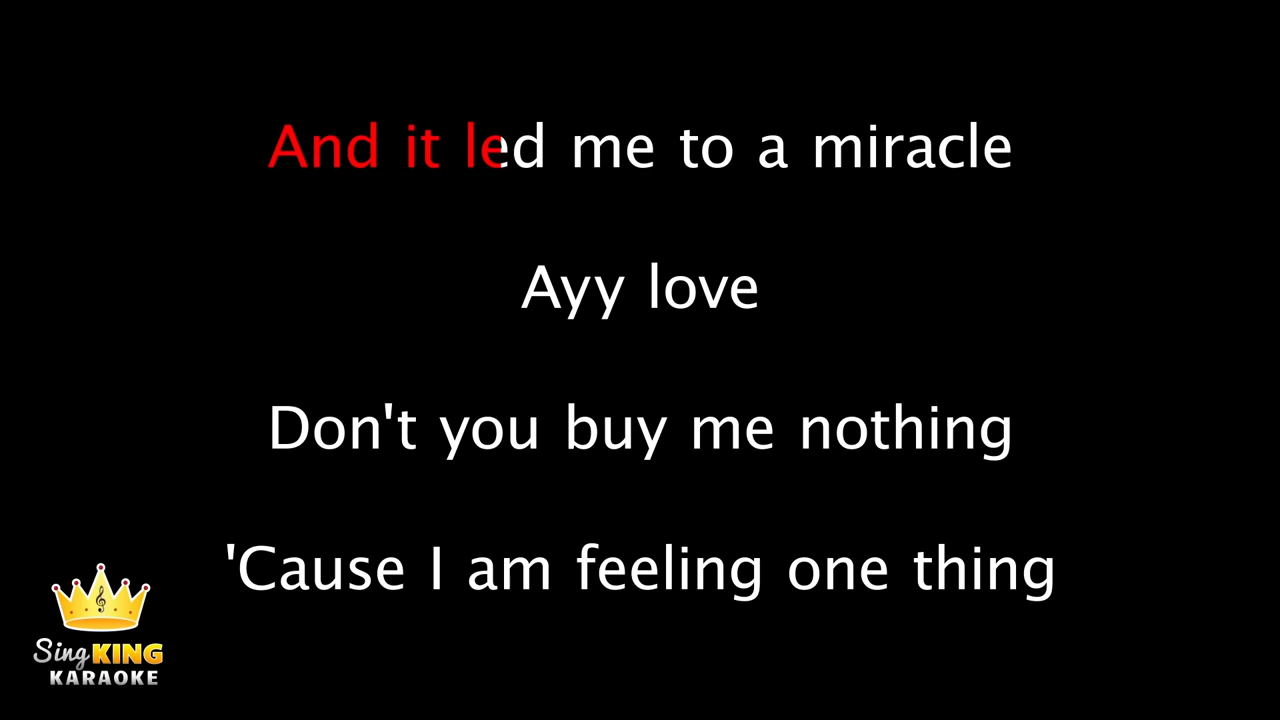 And it led me to a miracle
Ayy love
Don't you buy me nothing
'Cause I am feeling one thing
Sing KING
KARAOKE